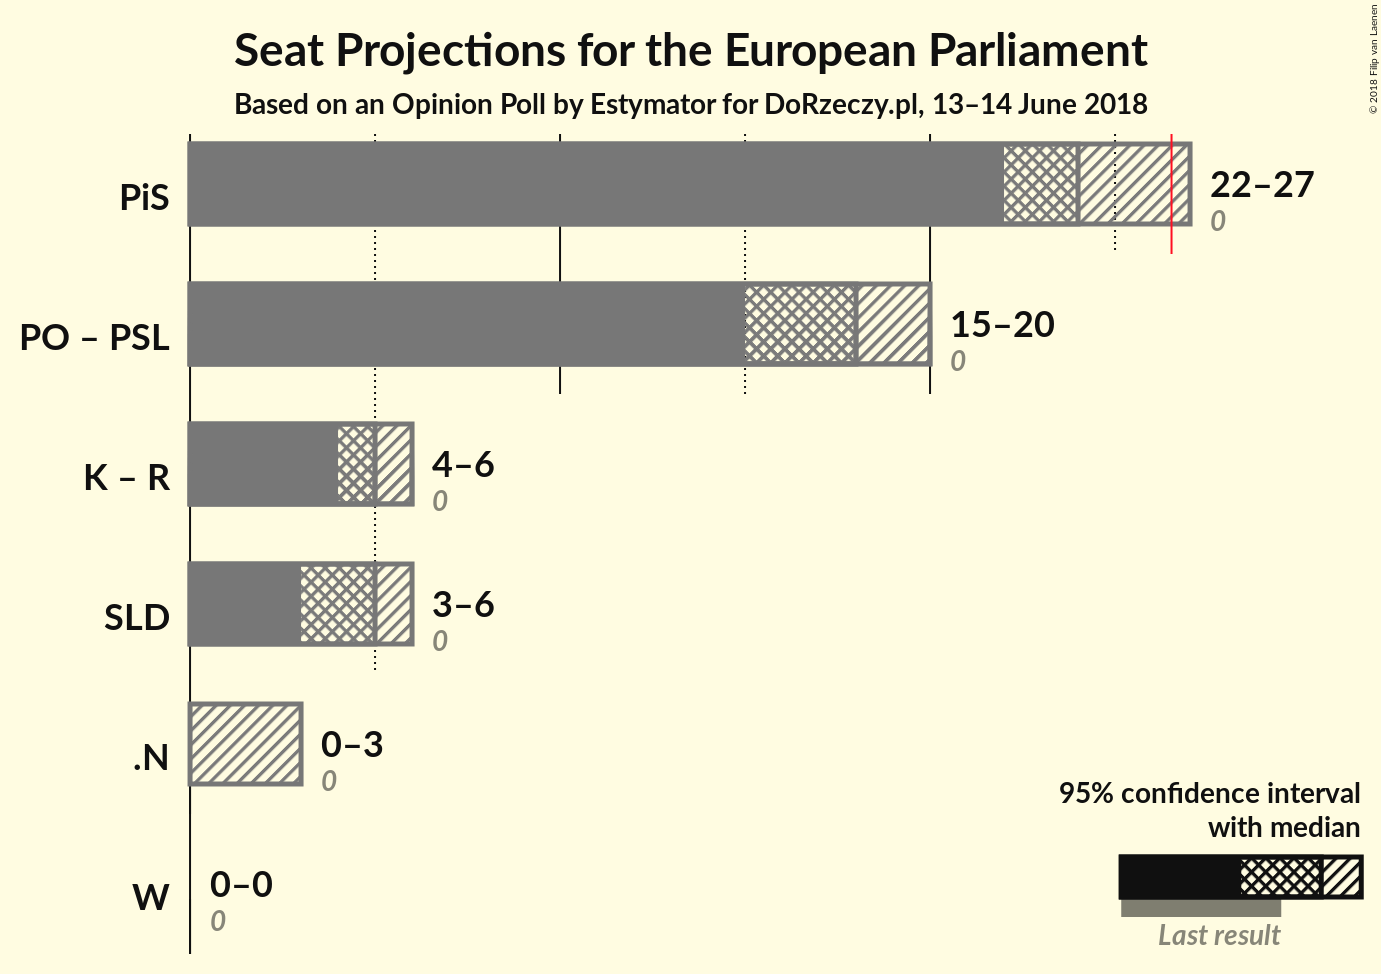 Seat Projections for the European Parliament
Based on an Opinion Poll by Estymator for DoRzeczy.pl, 13–14 June 2018
© 2018 Filip van Laenen
PiS
22–27
0
PO – PSL
15–20
0
K – R
4–6
0
SLD
3–6
0
.N
0–3
0
W
0–0
0
95% confidence interval
with median
Last result